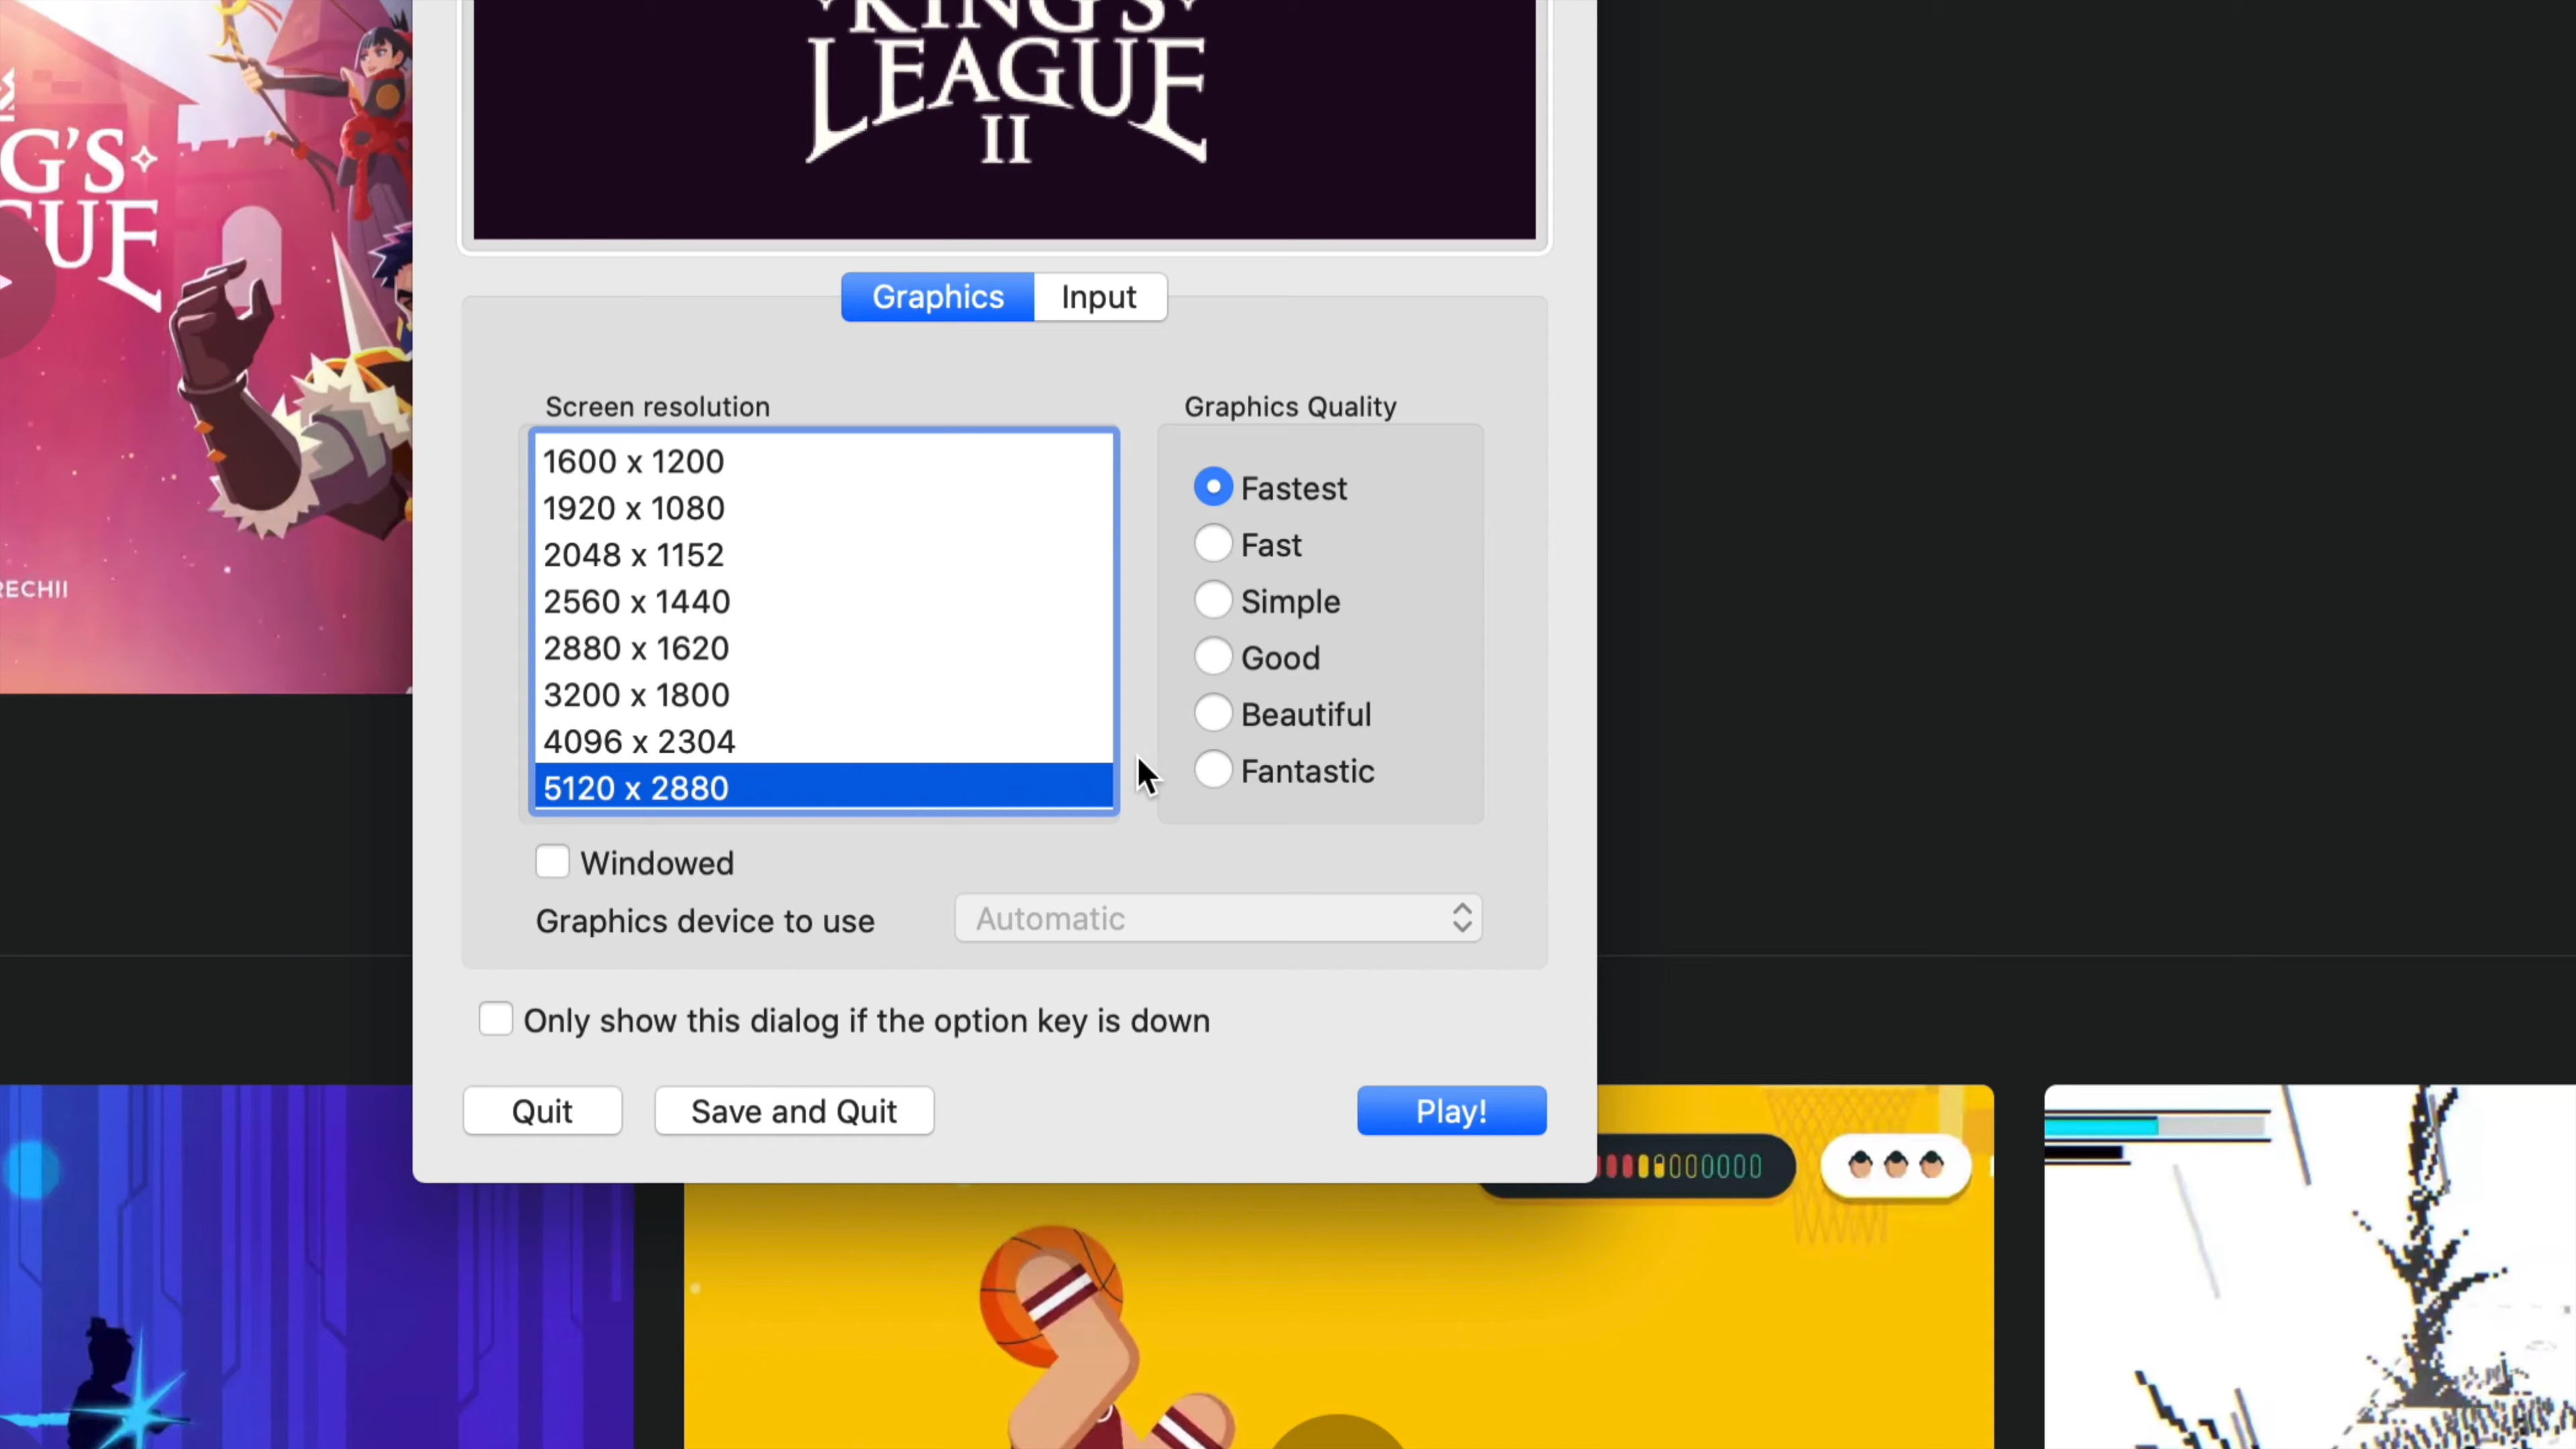 KING'S
LEAGUE
II
G'S
GUE
RECHII
Graphics
Input
Screen resolution
1600 x 1200
1920 x 1080
2048 x 1152
2560 x 1440
2880 x 1620
3200 x 1800
4096 x 2304
5120 x 2880
Graphics Quality
Fastest
Fast
Simple
Good
Beautiful
Fantastic
Windowed
Graphics device to use
Automatic
Only show this dialog if the option key is down
Quit
Save and Quit
Play!